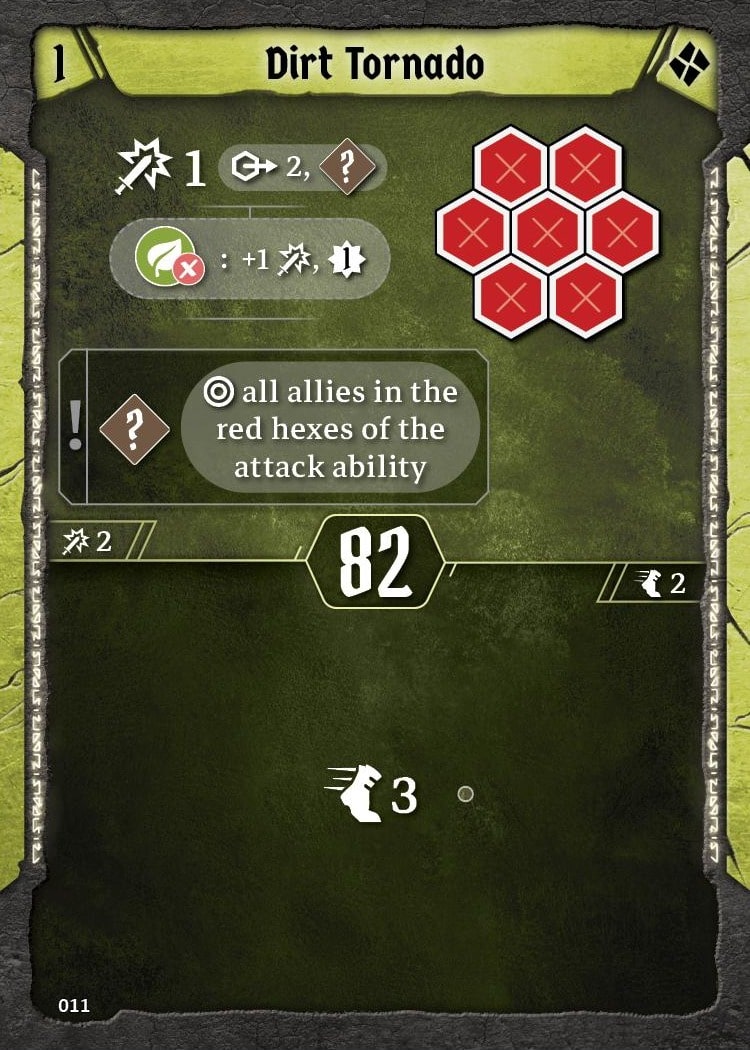 1
Dirt Tornado
1 2, ?
: +1 , 1
! ? all allies in the
red hexes of the
attack ability
2
82
2
3
011